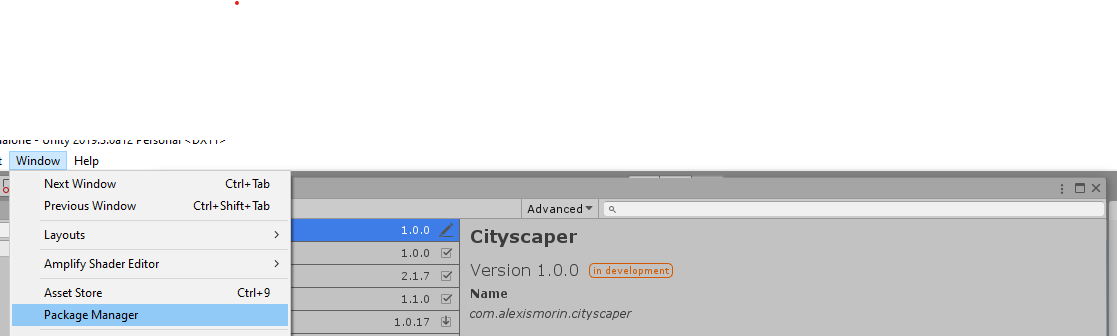 alone - Unity 2019.3.0a12 Personal <DX11>
t Window Help
Next Window Ctrl+Tab
Previous Window Ctrl+Shift+Tab
Layouts
Amplify Shader Editor
Asset Store Ctrl+9
Package Manager
Advanced
1.0.0
1.0.0
2.1.7
1.1.0
1.0.17
Cityscaper
Version 1.0.0 in development
Name
com.alexismorin.cityscaper